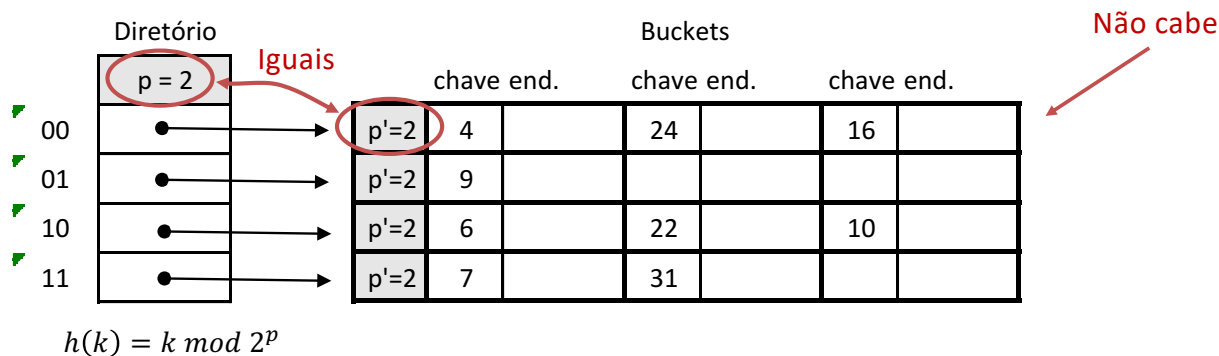 Diretório Buckets Não cabe
p = 2 Iguais chave end. chave end. chave end.
00 p'=2 4 24 16
01 p'=2 9
10 p'=2 6 22 10
11 p'=2 7 31
h(k) = k mod 2^p